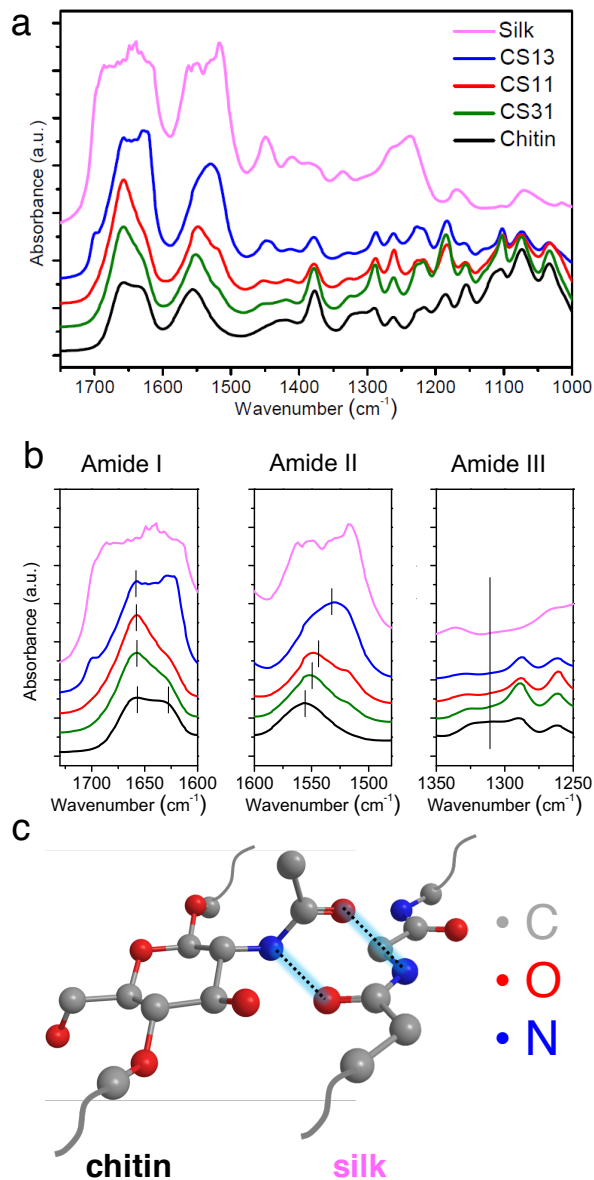 a
Silk
CS13
CS11
CS31
Chitin
Absorbance (a.u.)
1700 1600 1500 1400 1300 1200 1100 1000
Wavenumber (cm-1)
b
Amide I Amide II Amide III
Absorbance (a.u.)
1700 1650 1600 1600 1550 1500 1350 1300 1250
Wavenumber (cm-1) Wavenumber (cm-1) Wavenumber (cm-1)
c
C
O
N
chitin silk